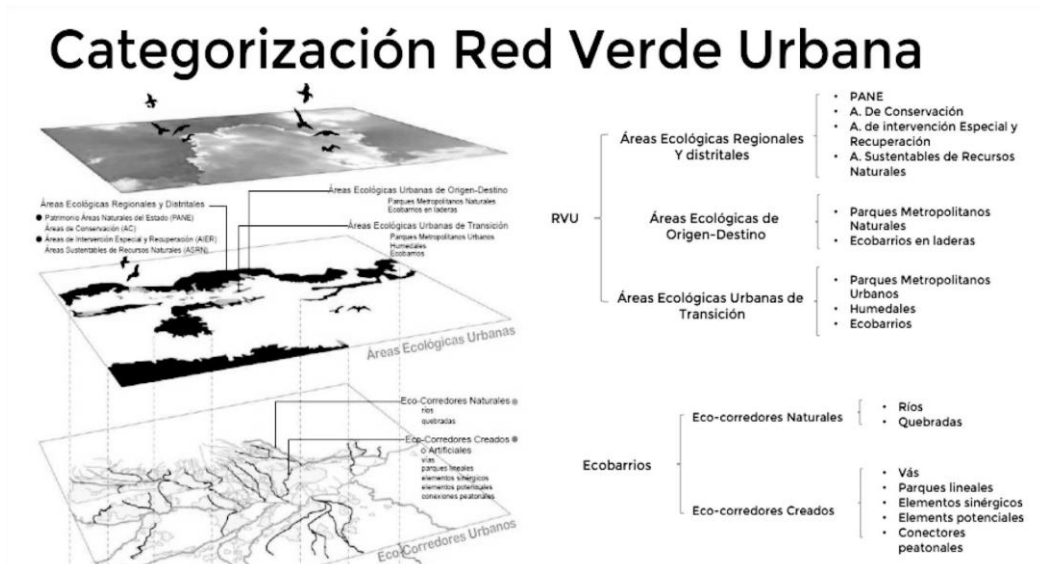 Categorización Red Verde Urbana
Áreas Ecológicas Regionales y Distritales
Patrimonio Áreas Naturales del Estado (PANE)
Áreas de Conservación (AC)
Áreas de Intervención Especial y Recuperación (AIER)
Áreas Sustentables de Recursos Naturales (ASRN)
Áreas Ecológicas Urbanas de Origen-Destino
Parques Metropolitanos Naturales
Ecobarrios en laderas
Áreas Ecológicas Urbanas de Transición
Parques Metropolitanos Urbanos
Humedales
Ecobarrios
Áreas Ecológicas Urbanas
Eco-Corredores Naturales
ríos
quebradas
Eco-Corredores Creados
o Artificiales
vías
parques lineales
elementos sinérgicos
elementos potenciales
conexiones peatonales
Eco-Corredores Urbanos
RVU
Áreas Ecológicas Regionales
Y distritales
• PANE
• A. De Conservación
• A. de intervención Especial y
Recuperación
• A. Sustentables de Recursos
Naturales
Áreas Ecológicas de
Origen-Destino
• Parques Metropolitanos
Naturales
• Ecobarrios en laderas
Áreas Ecológicas Urbanas de
Transición
• Parques Metropolitanos
Urbanos
• Humedales
• Ecobarrios
Ecobarrios
Eco-corredores Naturales
• Ríos
• Quebradas
Eco-corredores Creados
• Vás
• Parques lineales
• Elementos sinérgicos
• Elements potenciales
• Conectores
peatonales